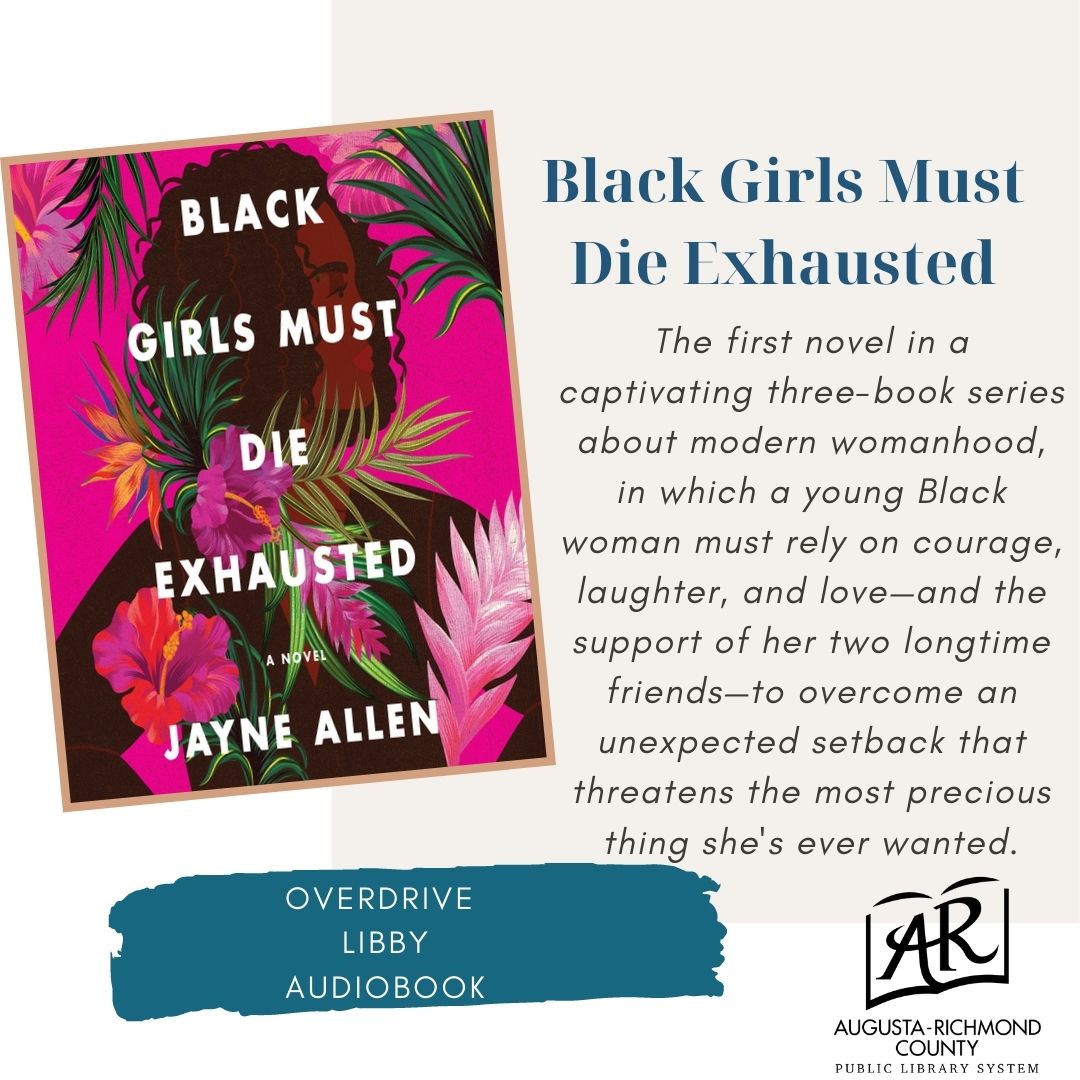 BLACK
GIRLS MUST
DIE
EXHAUSTED
A NOVEL
JAYNE ALLEN
Black Girls Must
Die Exhausted
The first novel in a
captivating three-book series
about modern womanhood,
in which a young Black
woman must rely on courage,
laughter, and love—and the
support of her two longtime
friends—to overcome an
unexpected setback that
threatens the most precious
thing she's ever wanted.
OVERDRIVE
LIBBY
AUDIOBOOK
AR
AUGUSTA-RICHMOND
COUNTY
PUBLIC LIBRARY SYSTEM